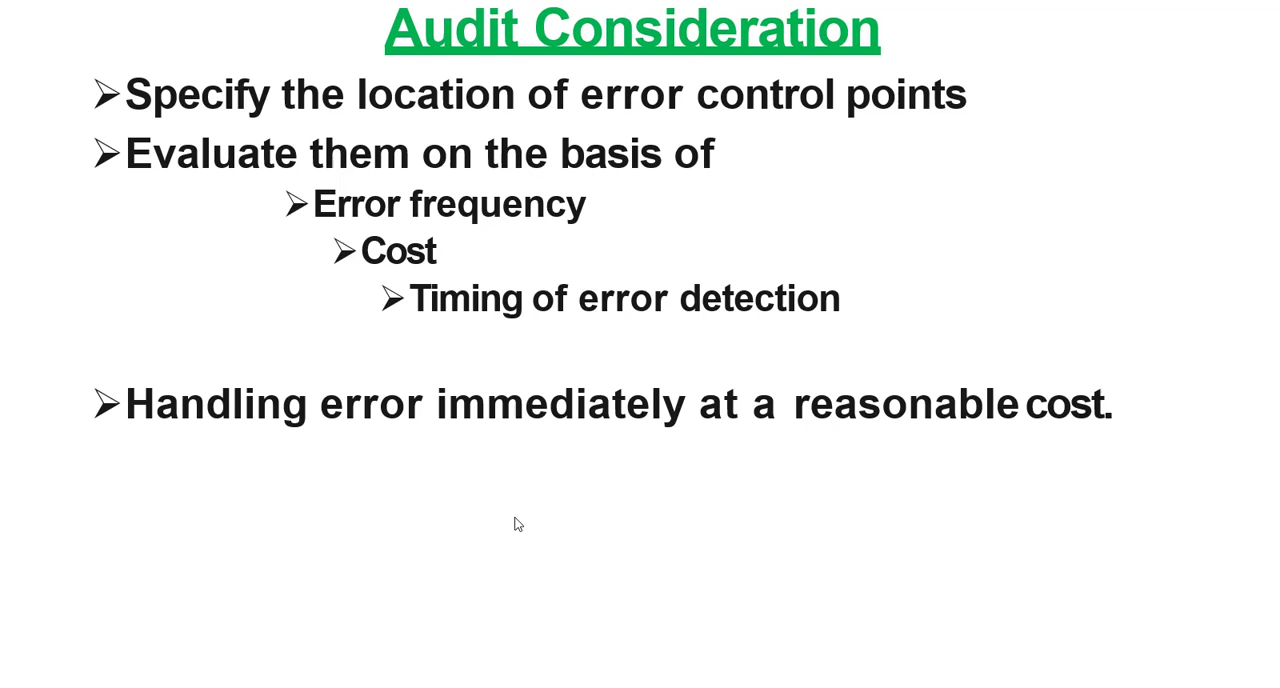 Audit Consideration
➢Specify the location of error control points
➢Evaluate them on the basis of
➢Error frequency
➢Cost
➢Timing of error detection
➢Handling error immediately at a reasonable cost.